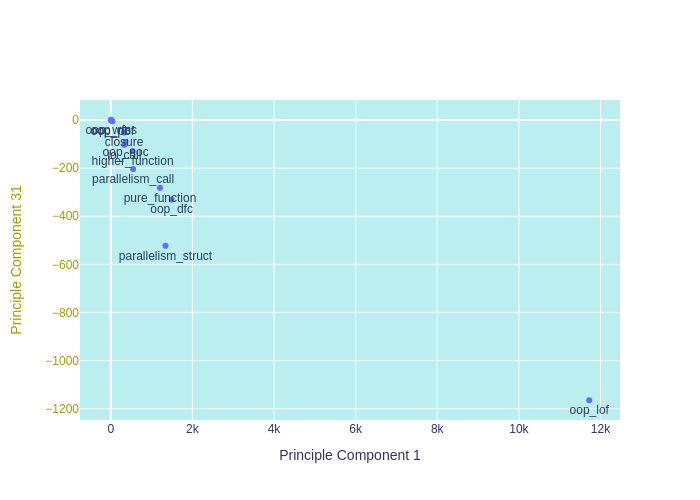 0
−200
−400
−600
−800
−1000
−1200
Principle Component 31
closure
higher_function
parallelism_call
pure_function
oop_dfc
parallelism_struct
oop_lof
0
2k
4k
6k
8k
10k
12k
Principle Component 1